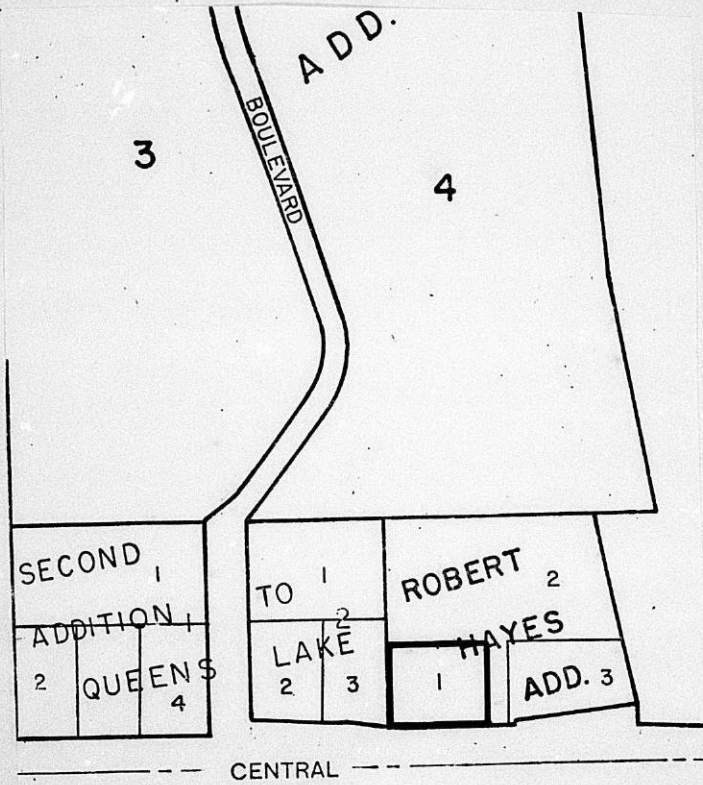 ADD.
BOULEVARD
3
4
SECOND 1
ADDITION 1
2 QUEENS
4
TO 1
2
LAKE
2 3
ROBERT 2
HAYES
1 ADD. 3
CENTRAL